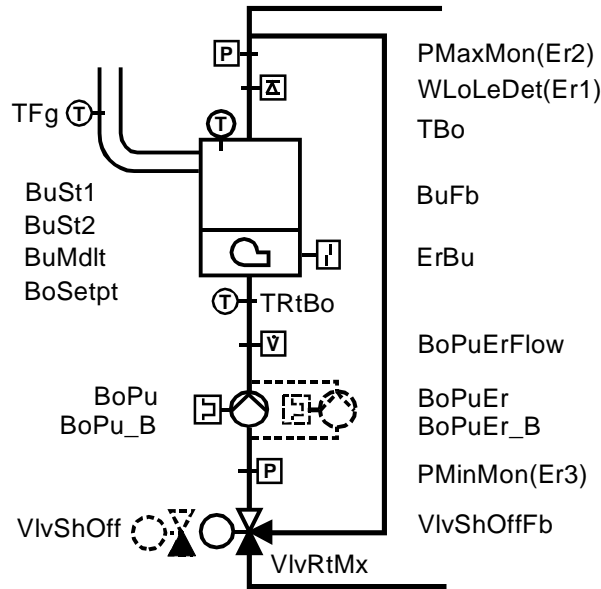 P
PMaxMon(Er2)
WLoLeDet(Er1)
TFg
T
T
TBo
BuSt1
BuFb
BuSt2
BuMdlt
ErBu
BoSetpt
T
TRtBo
V̇
BoPuErFlow
BoPu
BoPuEr
BoPu_B
BoPuEr_B
P
PMinMon(Er3)
VlvShOff
VlvShOffFb
VlvRtMx